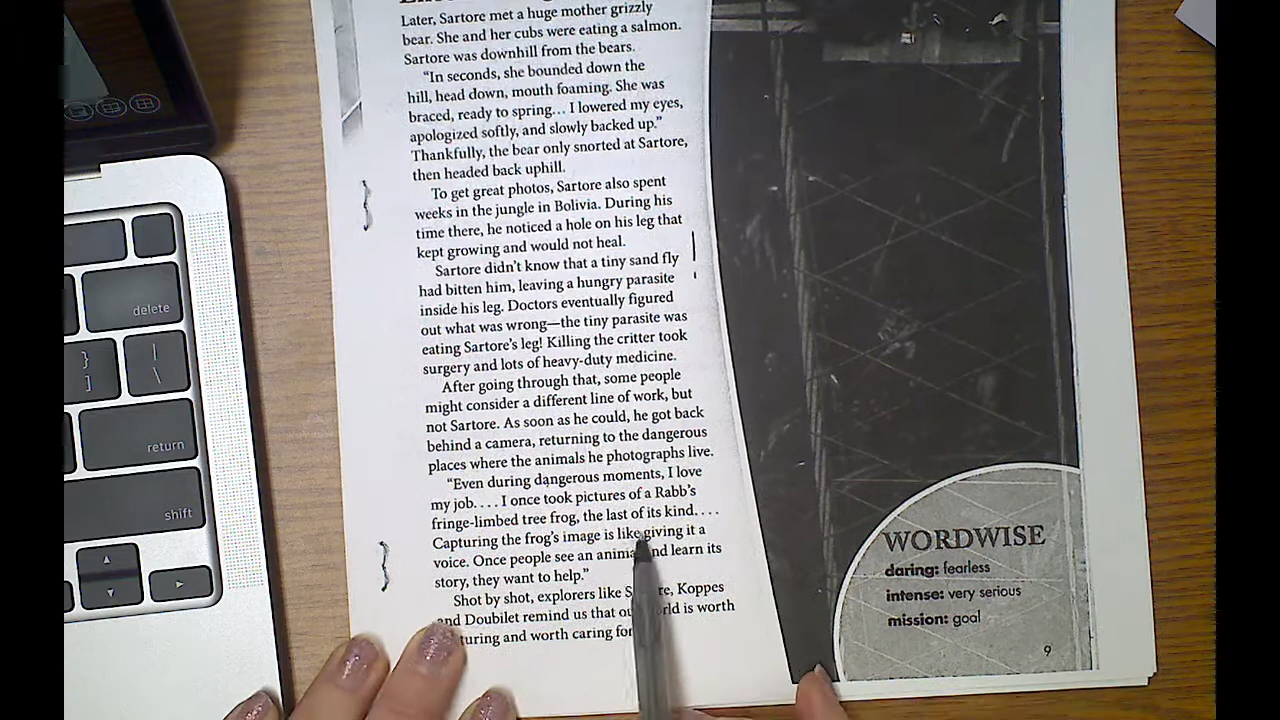 Later, Sartore met a huge mother grizzly
bear. She and her cubs were eating a salmon.
Sartore was downhill from the bears.
“In seconds, she bounded down the
hill, head down, mouth foaming. She was
braced, ready to spring… I lowered my eyes,
apologized softly, and slowly backed up.”
Thankfully, the bear only snorted at Sartore,
then headed back uphill.
To get great photos, Sartore also spent
weeks in the jungle in Bolivia. During his
time there, he noticed a hole on his leg that
kept growing and would not heal.
Sartore didn’t know that a tiny sand fly
had bitten him, leaving a hungry parasite
inside his leg. Doctors eventually figured
out what was wrong—the tiny parasite was
eating Sartore’s leg! Killing the critter took
surgery and lots of heavy-duty medicine.
After going through that, some people
might consider a different line of work, but
not Sartore. As soon as he could, he got back
behind a camera, returning to the dangerous
places where the animals he photographs live.
“Even during dangerous moments, I love
my job. . . . I once took pictures of a Rabb’s
fringe-limbed tree frog, the last of its kind. . . .
Capturing the frog’s image is like giving it a
voice. Once people see an animal and learn its
story, they want to help.”
Shot by shot, explorers like Sartore, Koppes
and Doubilet remind us that our world is worth
turing and worth caring for
WORDWISE
daring: fearless
intense: very serious
mission: goal
9
delete
}
]
|
\
return
shift